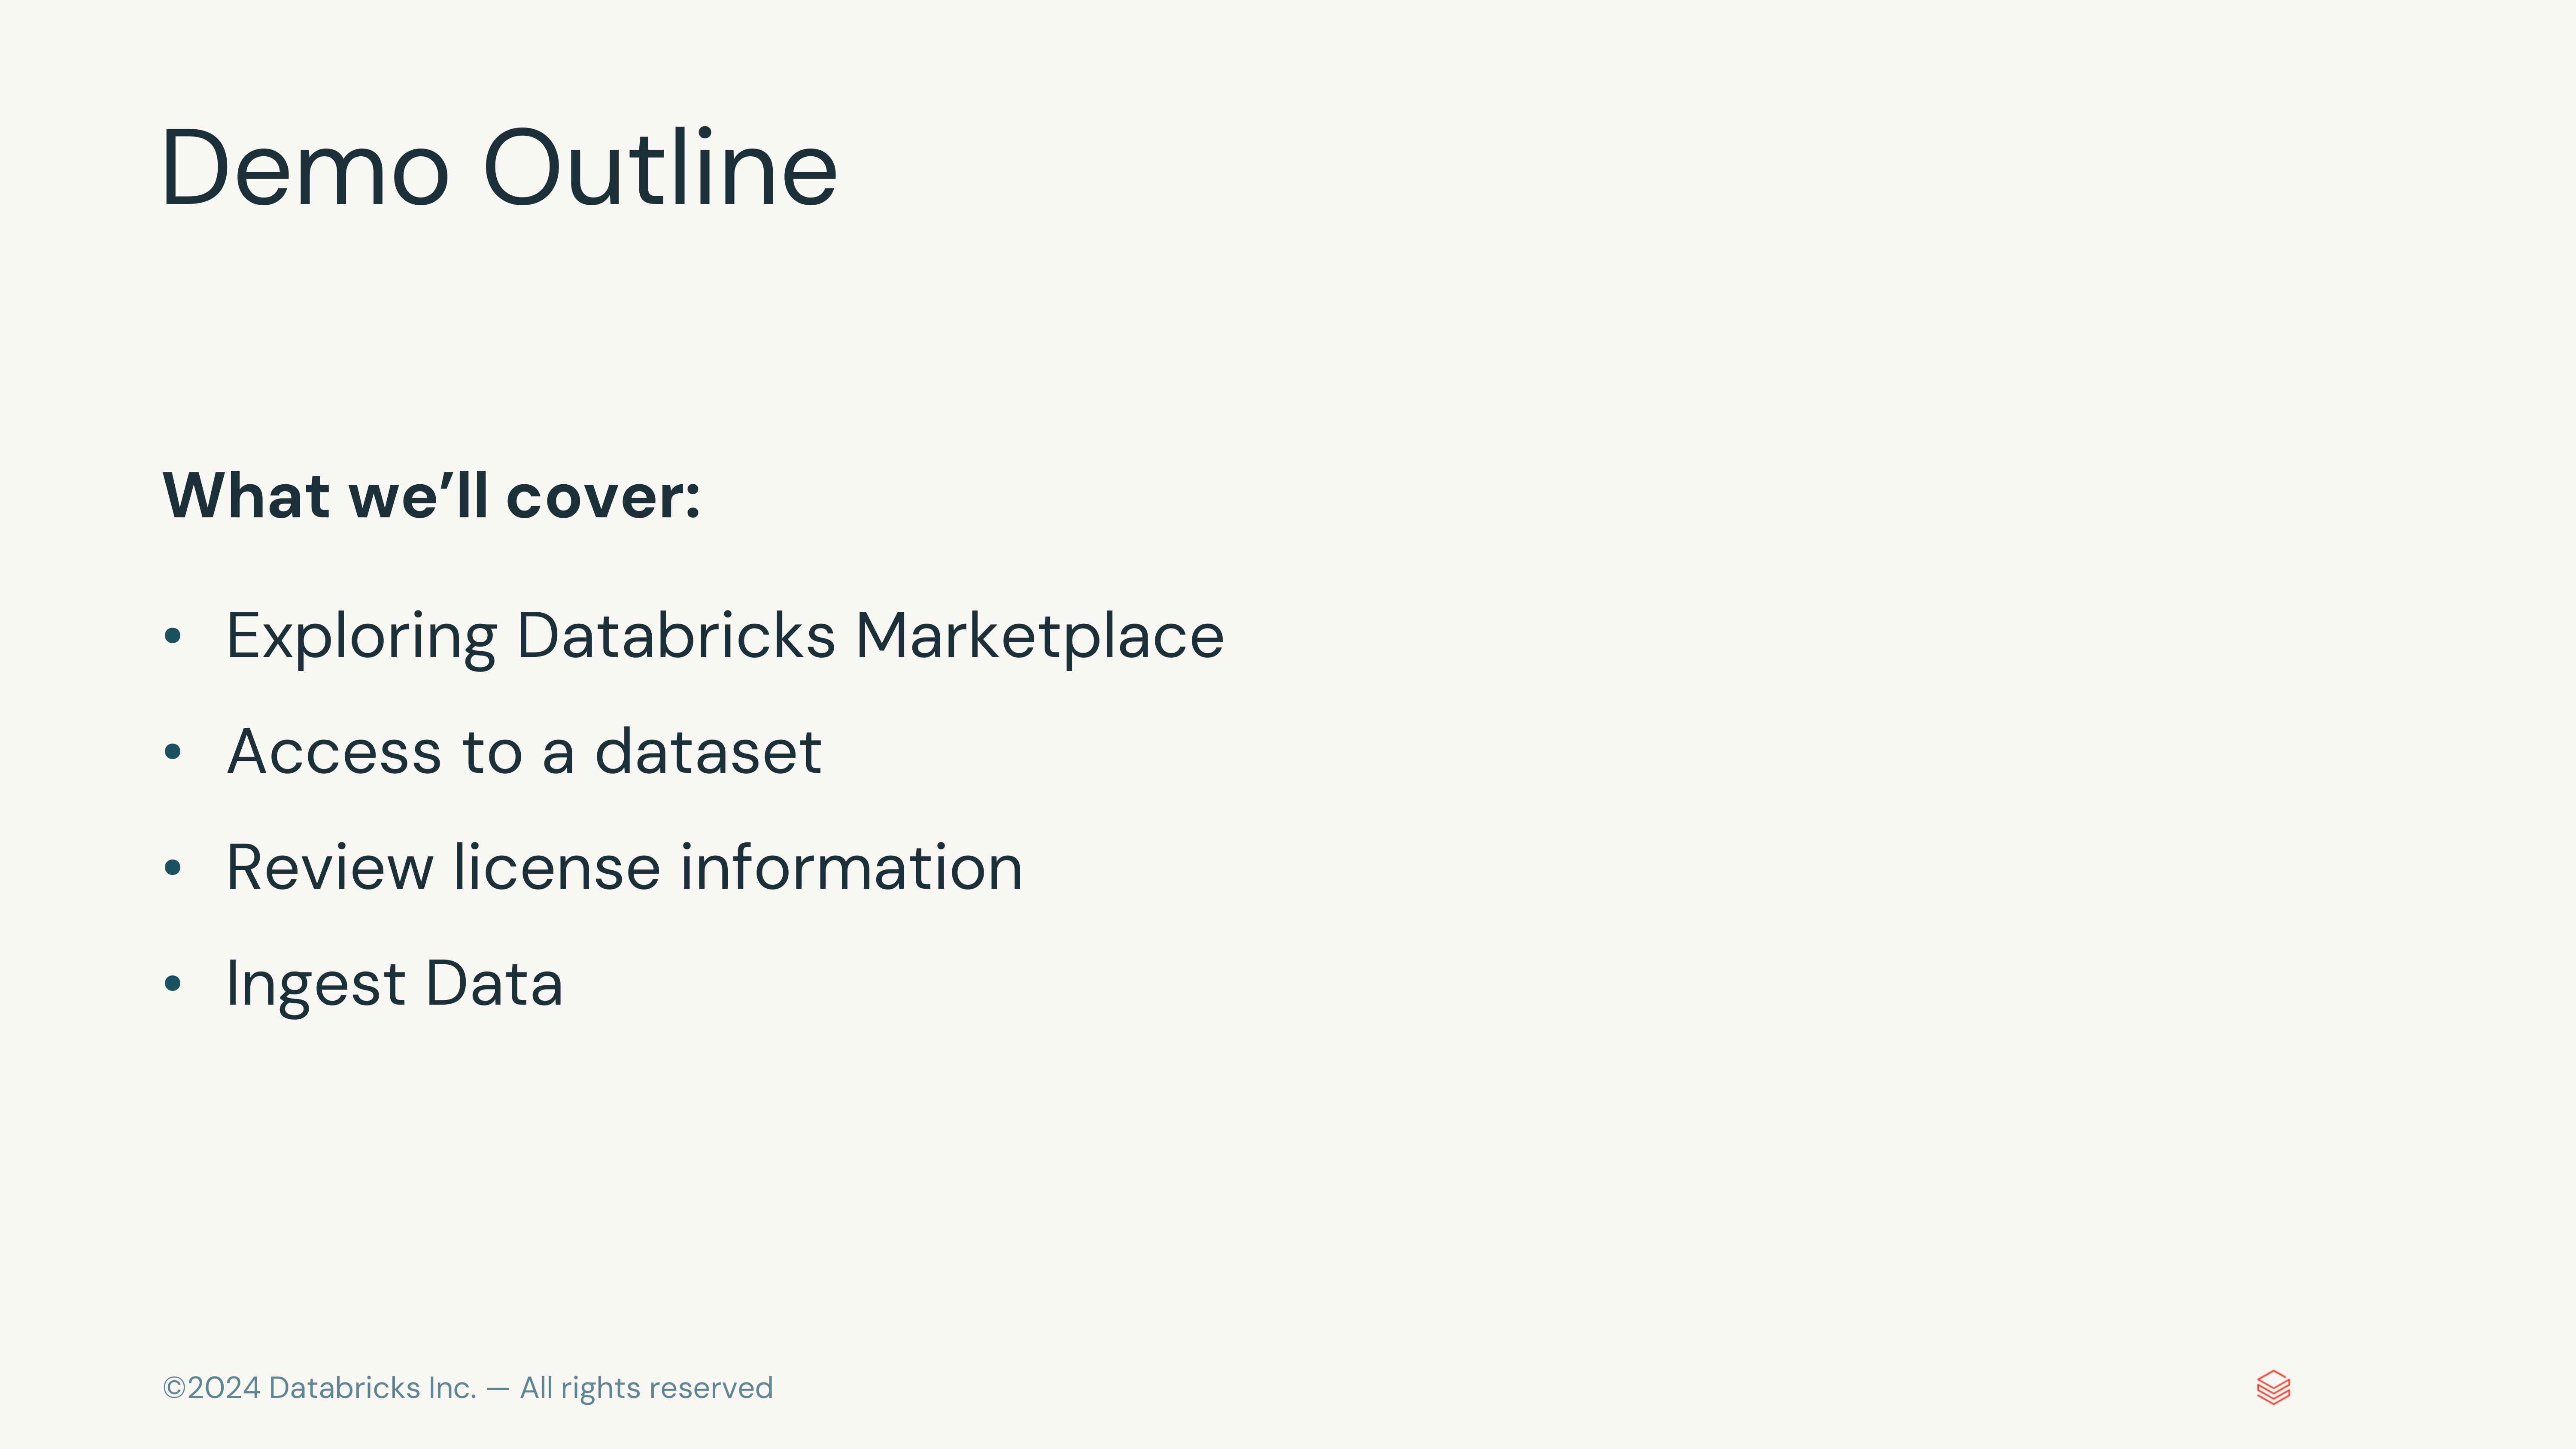 Demo Outline
What we’ll cover:
• Exploring Databricks Marketplace
• Access to a dataset
• Review license information
• Ingest Data
©2024 Databricks Inc. — All rights reserved